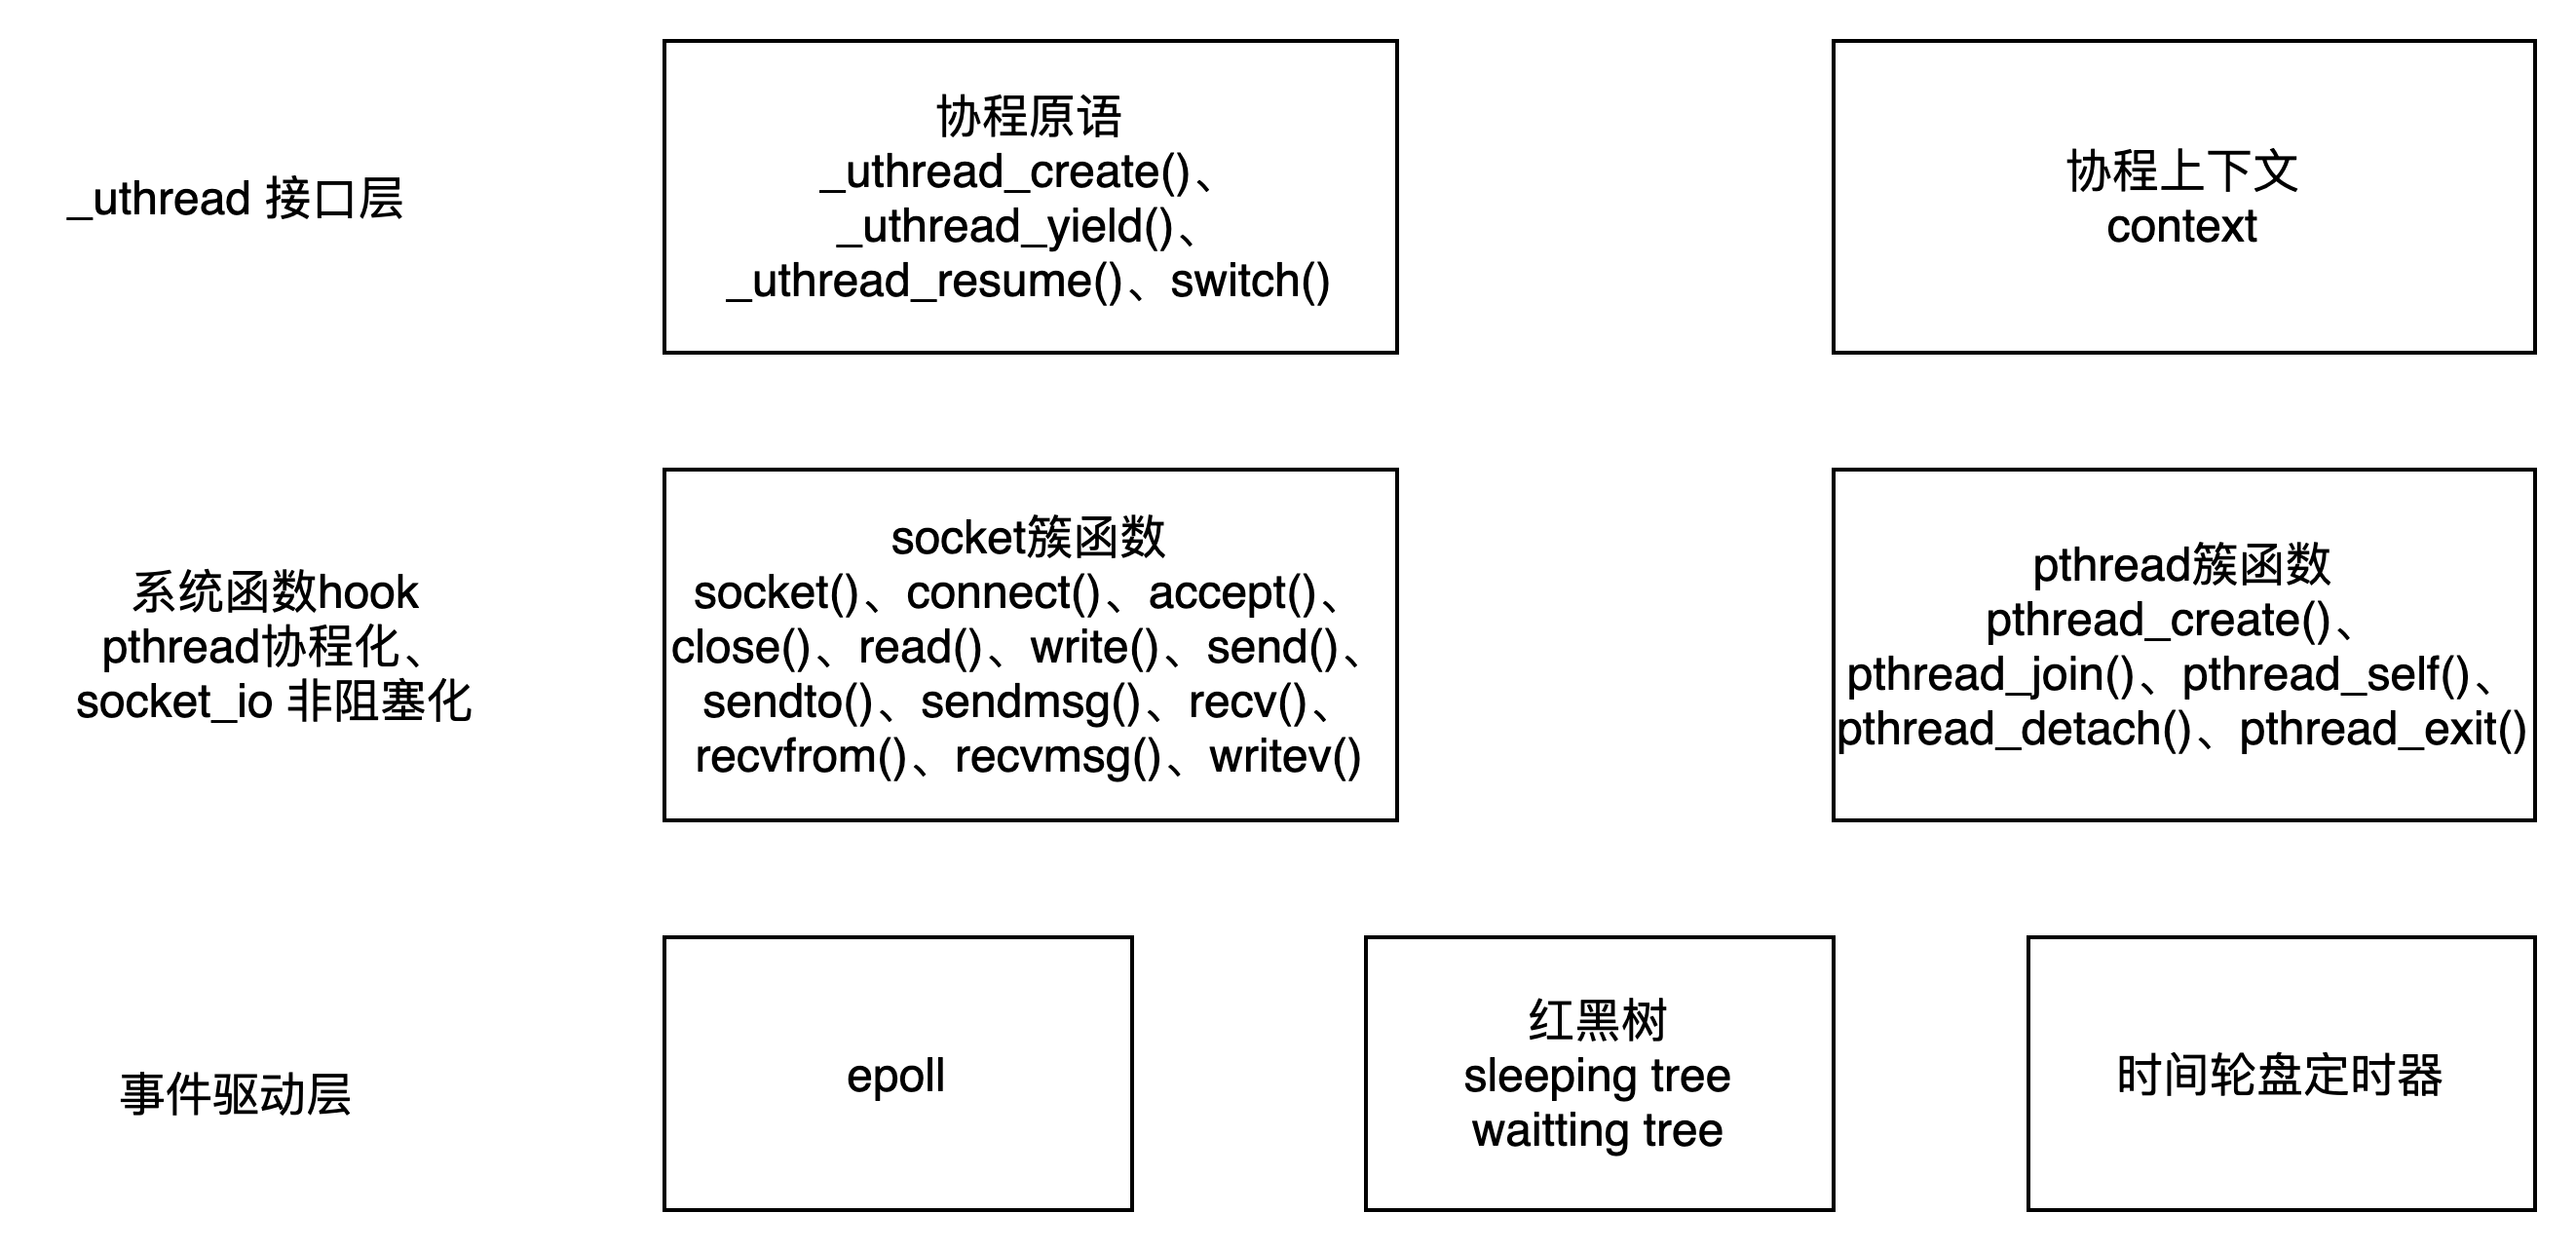 _uthread 接口层
协程原语
_uthread_create()、
_uthread_yield()、
_uthread_resume()、switch()
协程上下文
context
系统函数hook
pthread协程化、
socket_io 非阻塞化
socket簇函数
socket()、connect()、accept()、
close()、read()、write()、send()、
sendto()、sendmsg()、recv()、
recvfrom()、recvmsg()、writev()
pthread簇函数
pthread_create()、
pthread_join()、pthread_self()、
pthread_detach()、pthread_exit()
事件驱动层
epoll
红黑树
sleeping tree
waitting tree
时间轮盘定时器